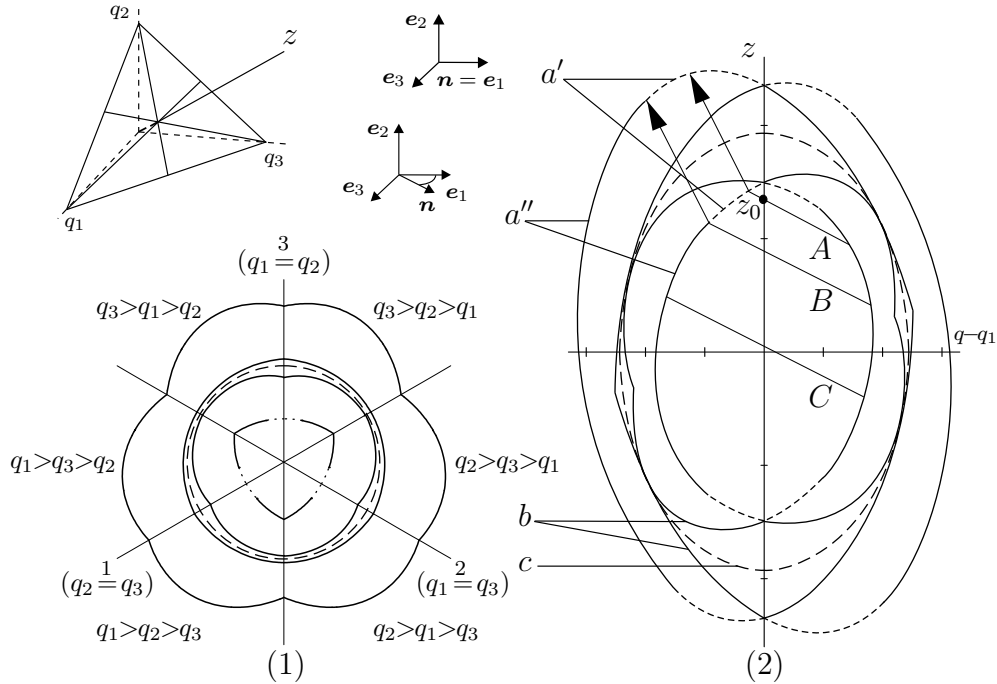 q₂
z
q₃
q₁
e₂
e₃
n = e₁
e₂
e₃
e₁
n
3
(q₁ = q₂)
q₃>q₁>q₂
q₃>q₂>q₁
q₁>q₃>q₂
q₂>q₃>q₁
1
(q₂ = q₃)
2
(q₁ = q₃)
q₁>q₂>q₃
q₂>q₁>q₃
(1)
z
a′
a″
z₀
A
B
q–q₁
C
b
c
(2)